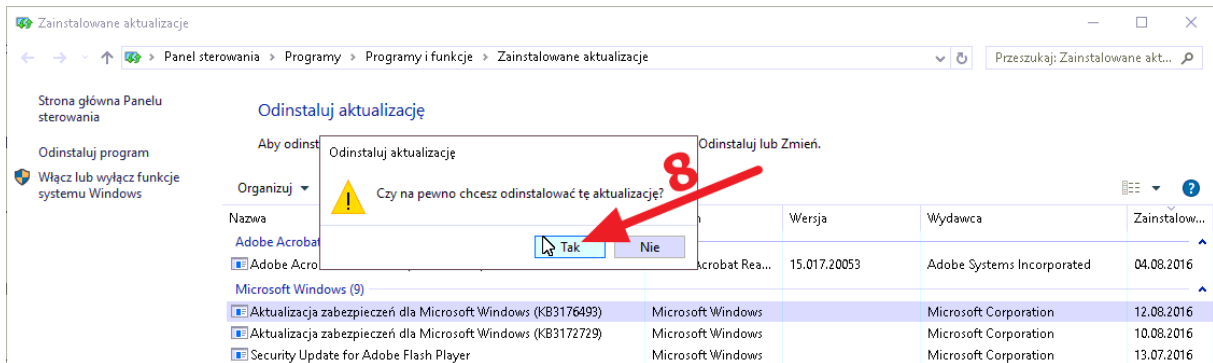 Zainstalowane aktualizacje
Panel sterowania > Programy > Programy i funkcje > Zainstalowane aktualizacje
Przeszukaj: Zainstalowane akt...
Strona główna Panelu
sterowania
Odinstaluj program
Włącz lub wyłącz funkcje
systemu Windows
Odinstaluj aktualizację
Aby odinst
Odinstaluj lub Zmień.
Odinstaluj aktualizację
Czy na pewno chcesz odinstalować tę aktualizację?
Tak Nie
8
Organizuj
Nazwa Wersja Wydawca Zainstalow...
Adobe Acrobat
Adobe Acro Acrobat Rea... 15.017.20053 Adobe Systems Incorporated 04.08.2016
Microsoft Windows (9)
Aktualizacja zabezpieczeń dla Microsoft Windows (KB3176493) Microsoft Windows Microsoft Corporation 12.08.2016
Aktualizacja zabezpieczeń dla Microsoft Windows (KB3172729) Microsoft Windows Microsoft Corporation 10.08.2016
Security Update for Adobe Flash Player Microsoft Windows Microsoft Corporation 13.07.2016